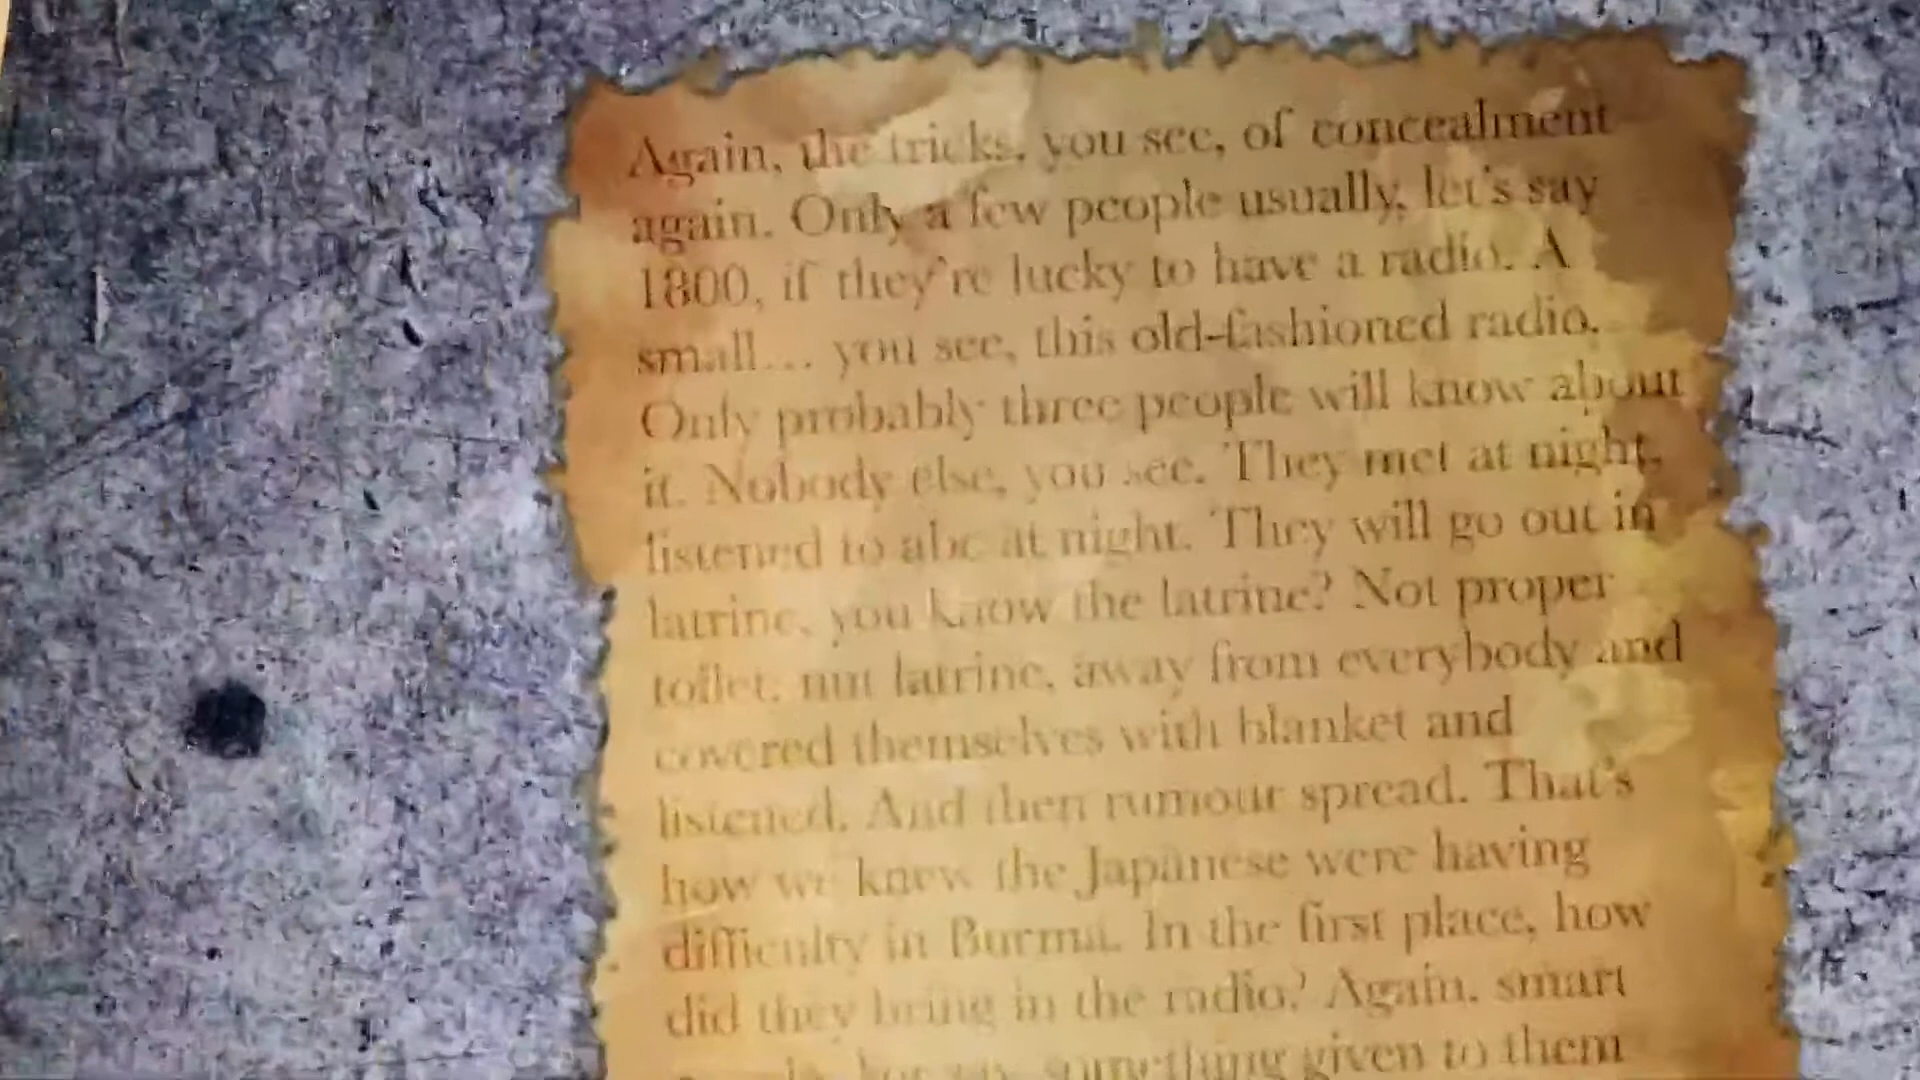 Again, the tricks, you see, of concealment
again. Only a few people usually, let's say
1800, if they're lucky to have a radio. A
small... you see, this old-fashioned radio.
Only probably three people will know about
it. Nobody else, you see. They met at night,
listened to abc at night. They will go out in
latrine, you know the latrine? Not proper
toilet; but latrine, away from everybody and
covered themselves with blanket and
listened. And then rumour spread. That's
how we knew the Japanese were having
difficulty in Burma. In the first place, how
did they bring in the radio? Again, smart
something given to them